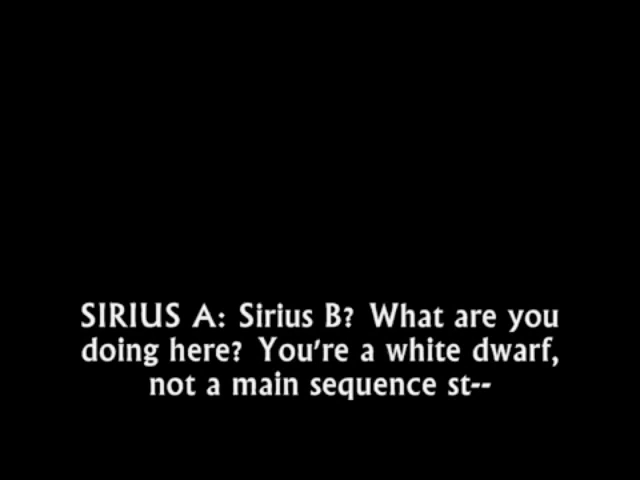 SIRIUS A: Sirius B? What are you
doing here? You're a white dwarf,
not a main sequence st--